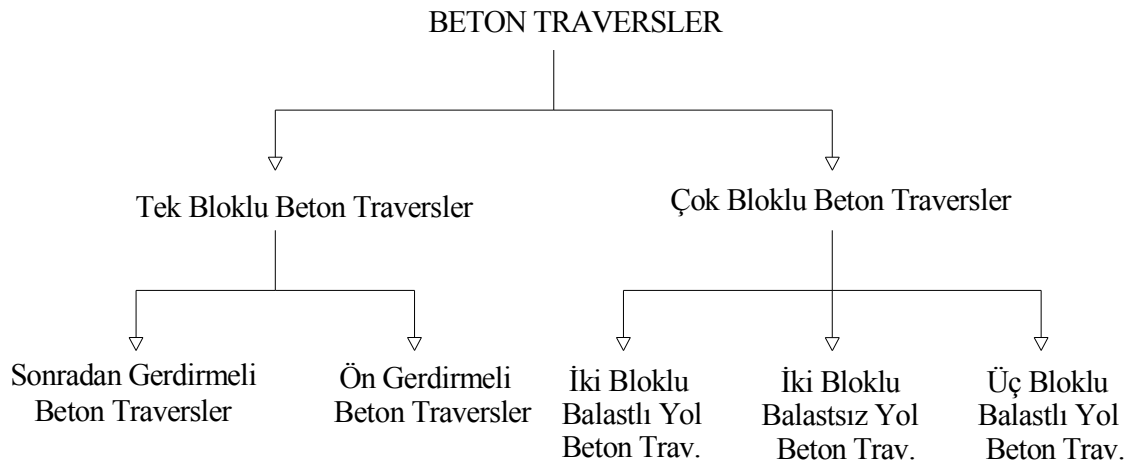 BETON TRAVERSLER
Tek Bloklu Beton Traversler
Çok Bloklu Beton Traversler
Sonradan Gerdirmeli
Beton Traversler
Ön Gerdirmeli
Beton Traversler
İki Bloklu
Balastlı Yol
Beton Trav.
İki Bloklu
Balastsız Yol
Beton Trav.
Üç Bloklu
Balastlı Yol
Beton Trav.